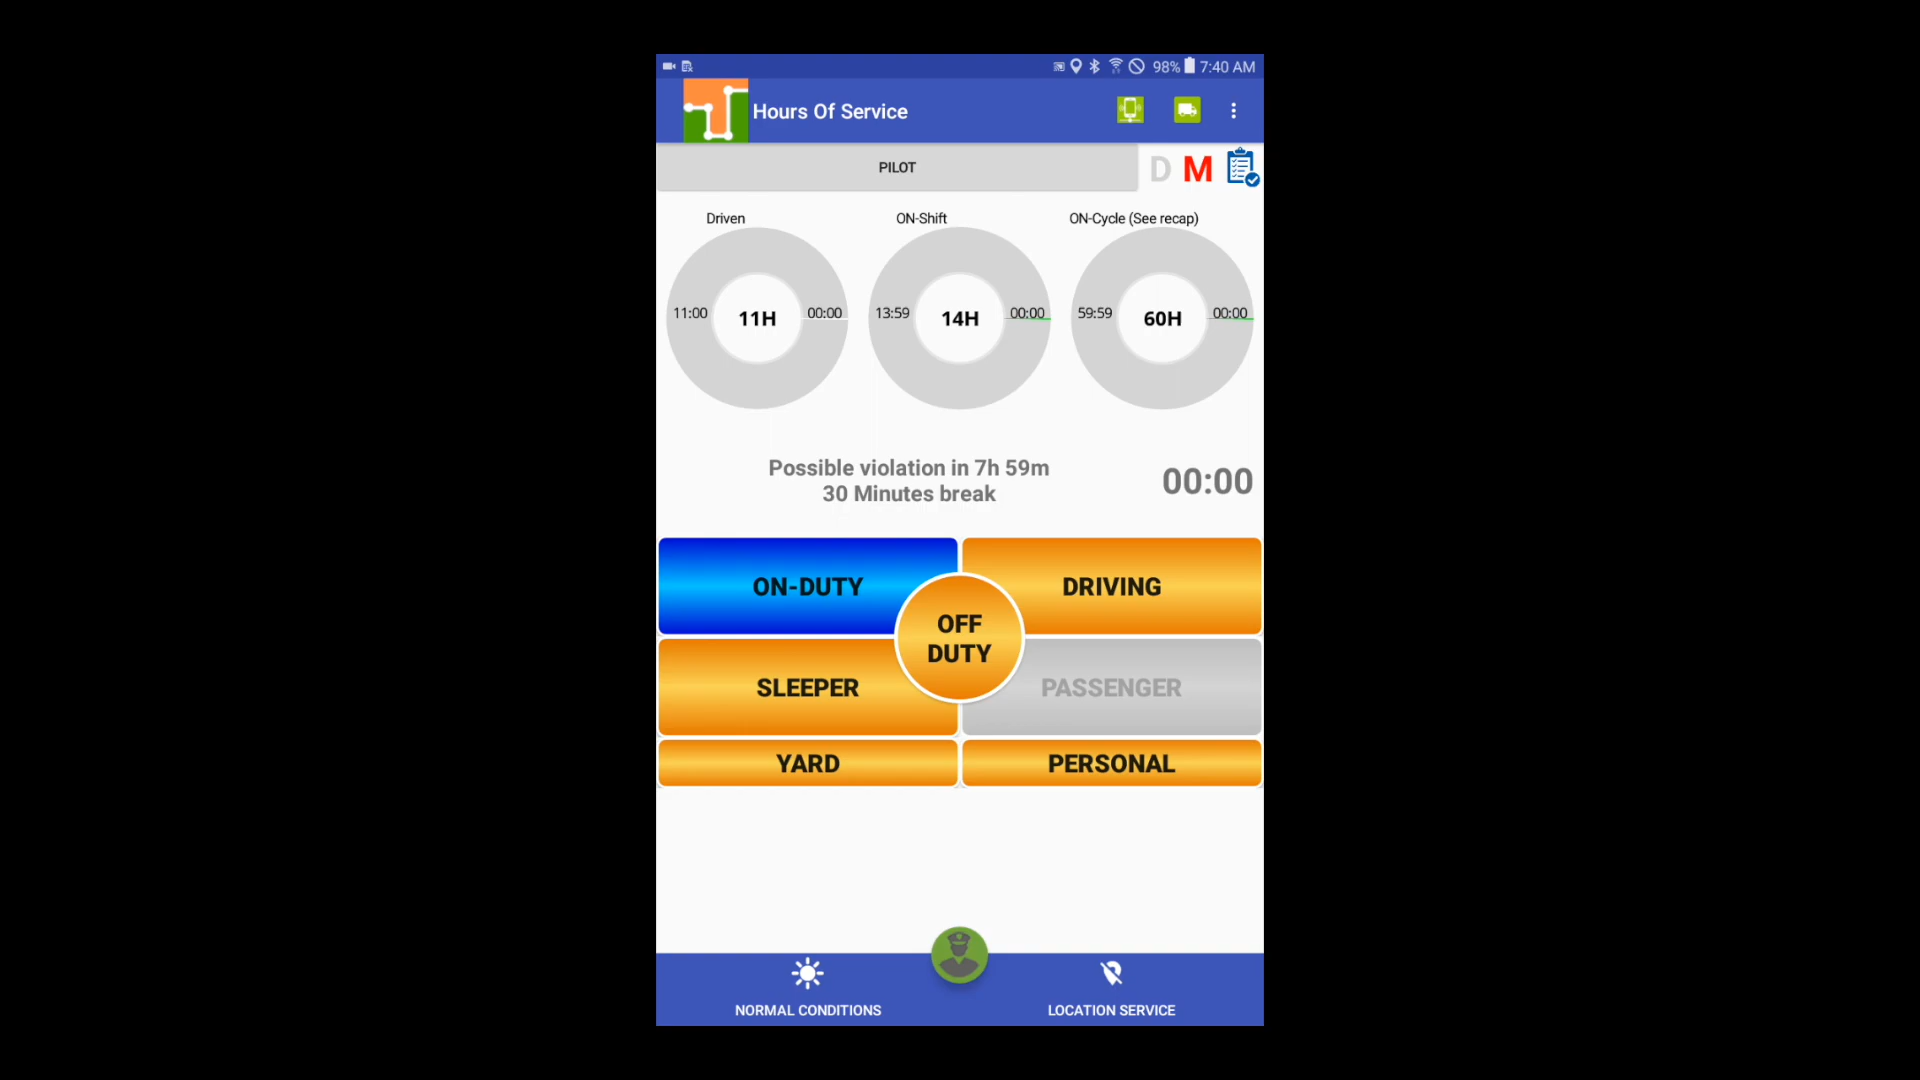 98% 7:40 AM
Hours Of Service
PILOT
D M
Driven ON-Shift ON-Cycle (See recap)
11:00 11H 00:00 13:59 14H 00:00 59:59 60H 00:00
Possible violation in 7h 59m
30 Minutes break
00:00
ON-DUTY
DRIVING
OFF
DUTY
SLEEPER
PASSENGER
YARD
PERSONAL
NORMAL CONDITIONS
LOCATION SERVICE